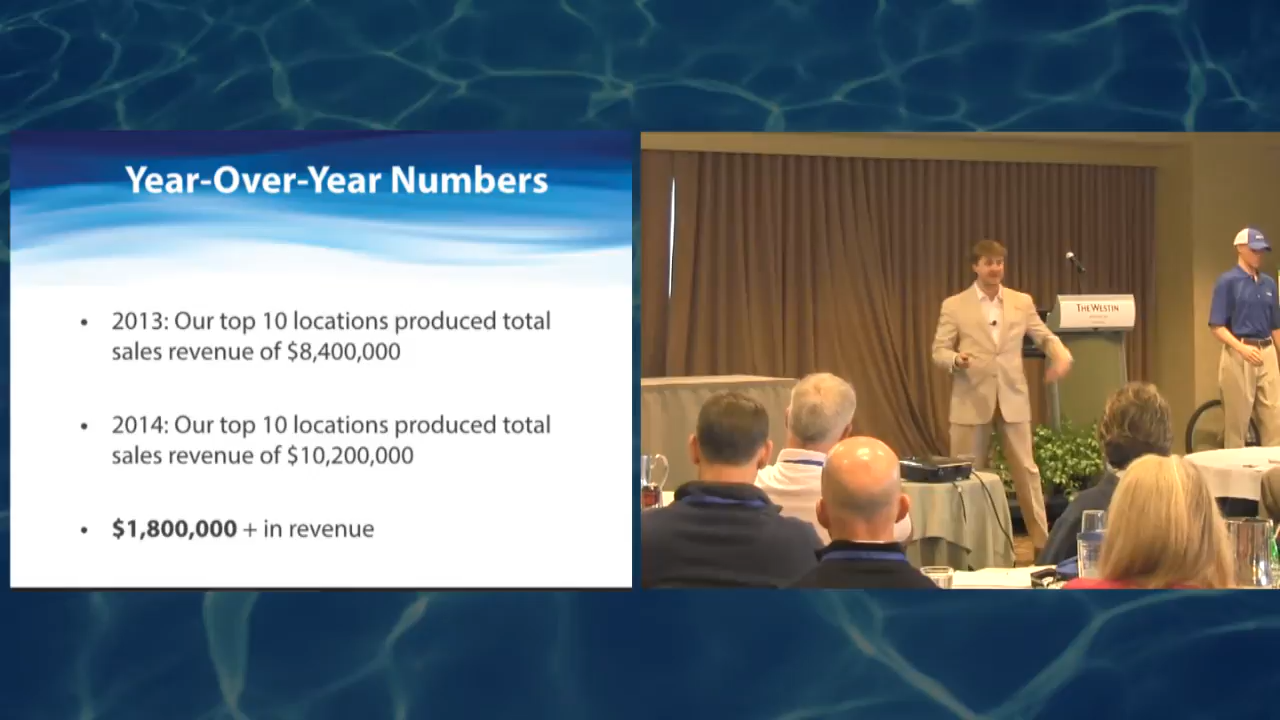 Year-Over-Year Numbers
• 2013: Our top 10 locations produced total
sales revenue of $8,400,000
• 2014: Our top 10 locations produced total
sales revenue of $10,200,000
• $1,800,000 + in revenue
THE WESTIN